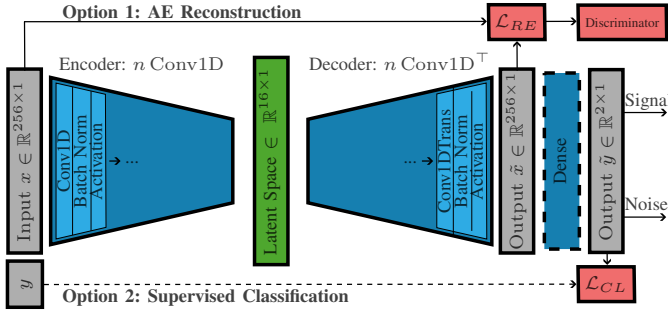 Option 1: AE Reconstruction
ℒ_RE
Discriminator
Encoder: n Conv1D
Decoder: n Conv1D^⊤
Input x ∈ ℝ^{256×1}
Conv1D
Batch Norm
Activation
...
Latent Space ∈ ℝ^{16×1}
...
Conv1DTrans
Batch Norm
Activation
Output x̃ ∈ ℝ^{256×1}
Dense
Output ỹ ∈ ℝ^{2×1}
Signal
Noise
y
Option 2: Supervised Classification
ℒ_CL